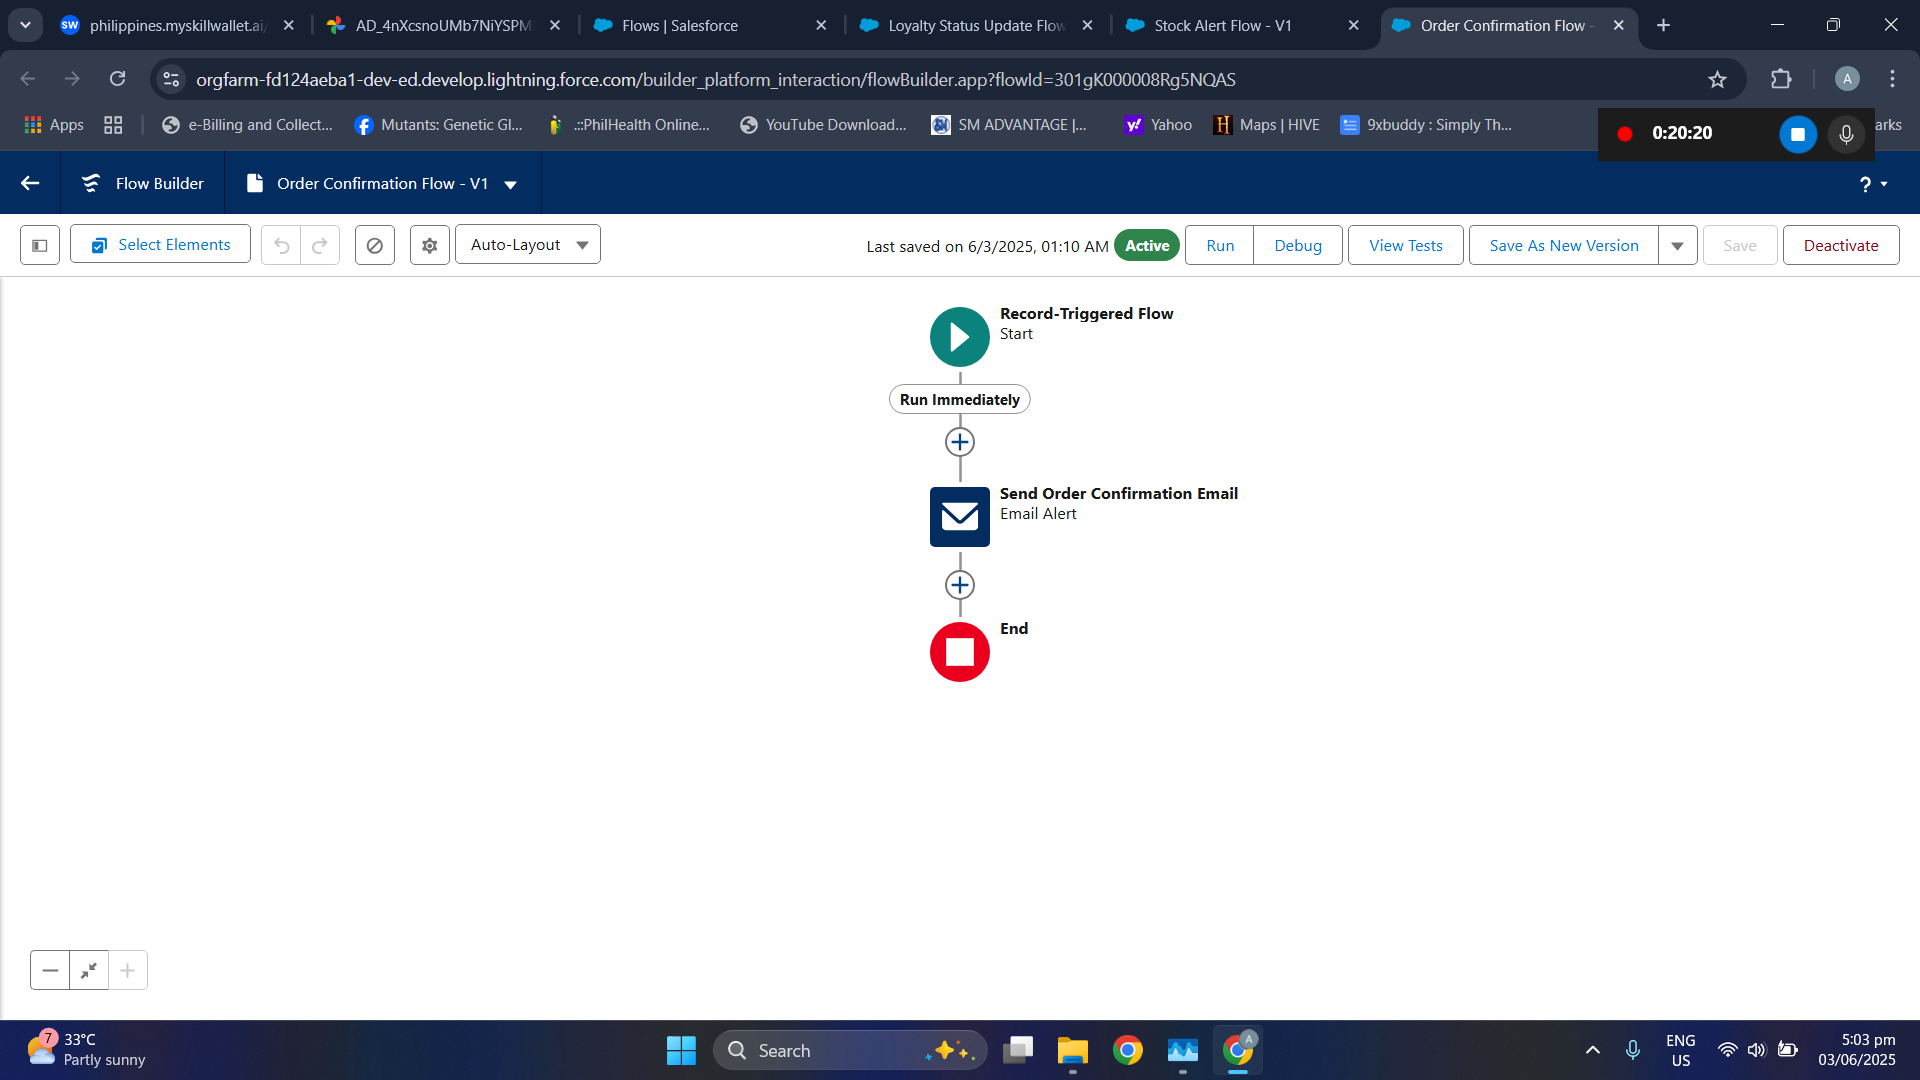 SW philippines.myskillwallet.ai/
AD_4nXcsnoUMb7NiYSPM
Flows | Salesforce
Loyalty Status Update Flow
Stock Alert Flow - V1
Order Confirmation Flow -
orgfarm-fd124aeba1-dev-ed.develop.lightning.force.com/builder_platform_interaction/flowBuilder.app?flowId=301gK000008Rg5NQAS
A
Apps
e-Billing and Collect...
Mutants: Genetic Gl...
.::PhilHealth Online...
YouTube Download...
SM ADVANTAGE |...
Yahoo
Maps | HIVE
9xbuddy : Simply Th...
0:20:20
arks
Flow Builder
Order Confirmation Flow - V1
?
Select Elements
Auto-Layout
Last saved on 6/3/2025, 01:10 AM
Active
Run
Debug
View Tests
Save As New Version
Save
Deactivate
Record-Triggered Flow
Start
Run Immediately
Send Order Confirmation Email
Email Alert
End
7
33°C
Partly sunny
Search
A
ENG
US
5:03 pm
03/06/2025